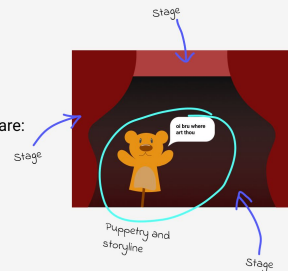 Stage
oi bru where
art thou
are:
Stage
Puppetry and
storyline
Stage